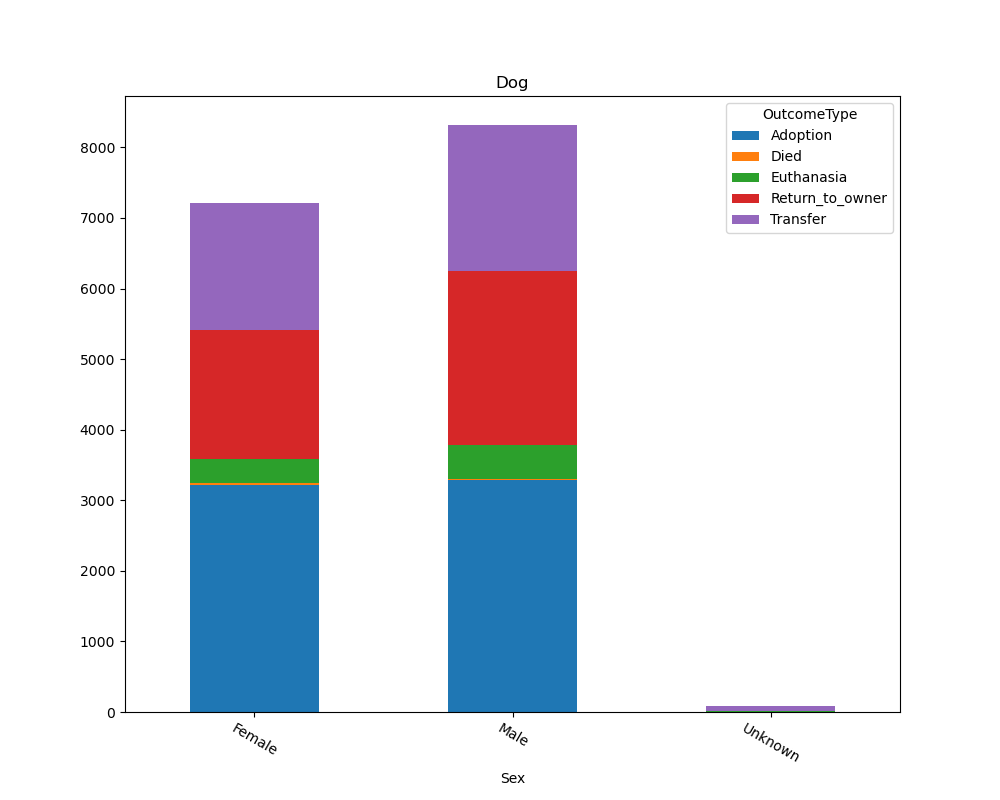 Dog
OutcomeType
Adoption
Died
Euthanasia
Return_to_owner
Transfer
8000
7000
6000
5000
4000
3000
2000
1000
0
Female
Male
Unknown
Sex